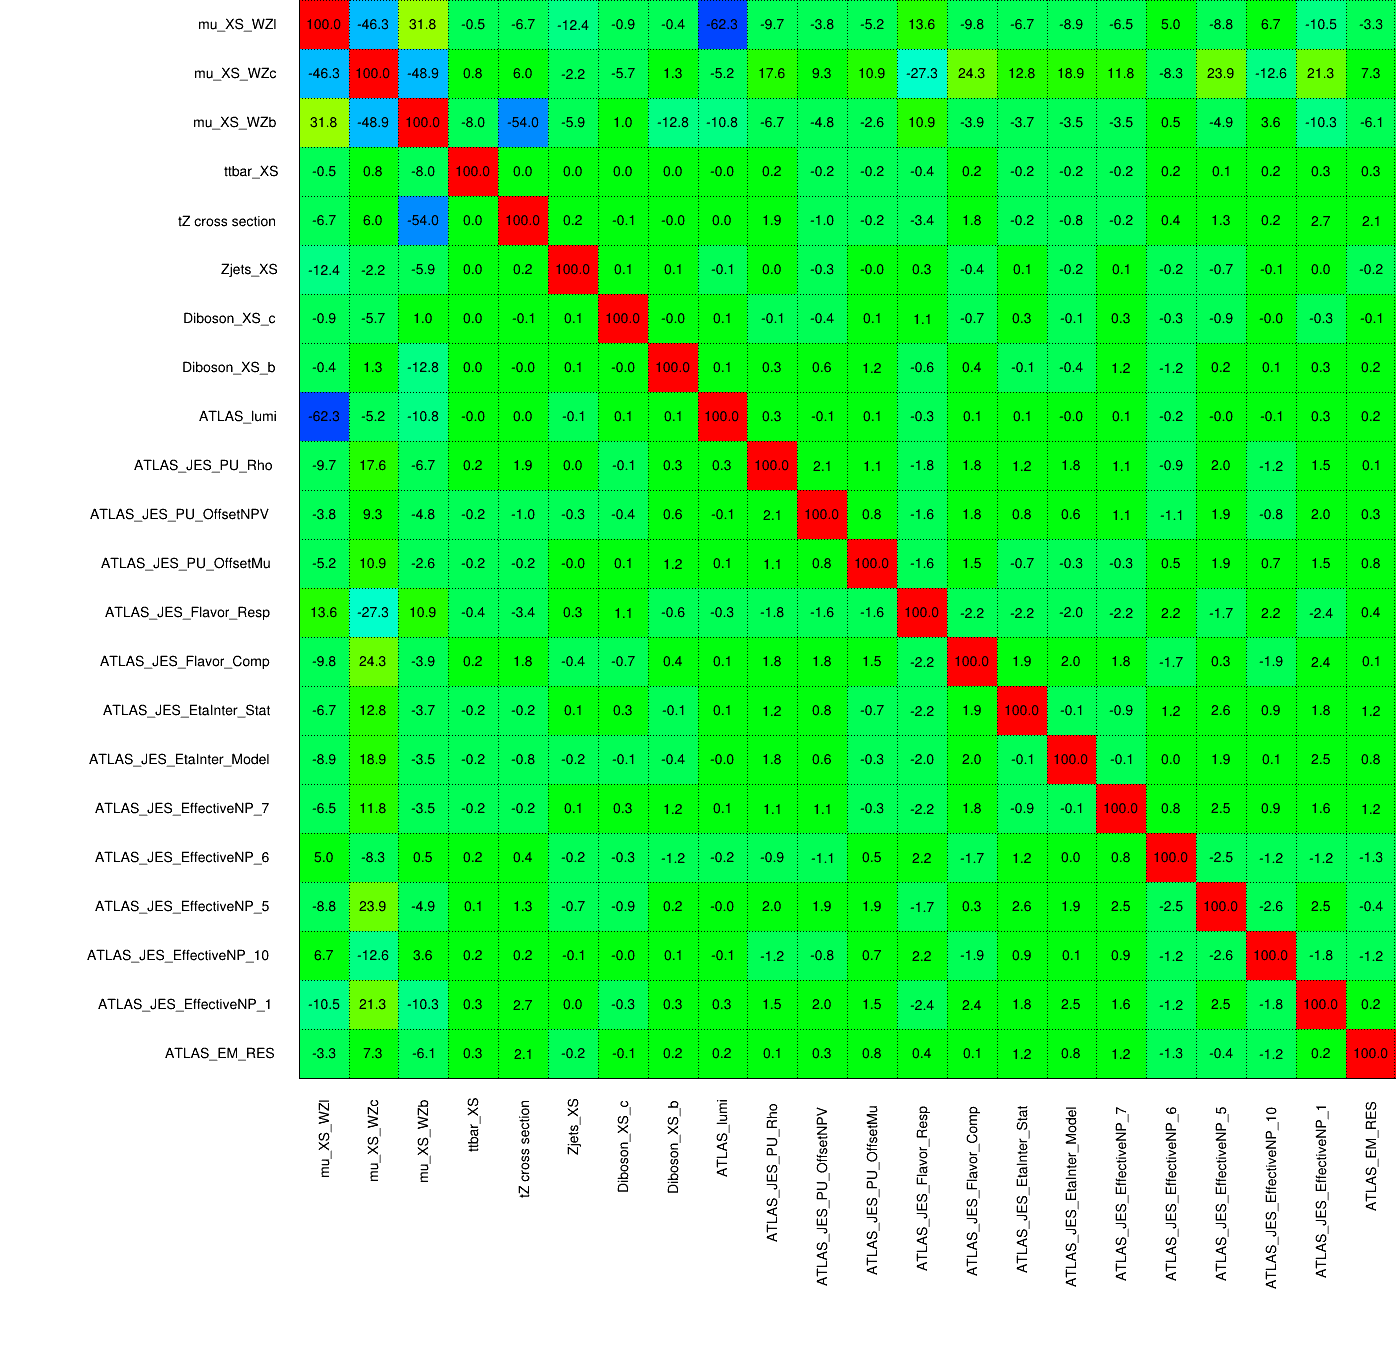 mu_XS_WZl 100.0 -46.3 31.8 -0.5 -6.7 -12.4 -0.9 -0.4 -62.3 -9.7 -3.8 -5.2 13.6 -9.8 -6.7 -8.9 -6.5 5.0 -8.8 6.7 -10.5 -3.3
mu_XS_WZc -46.3 100.0 -48.9 0.8 6.0 -2.2 -5.7 1.3 -5.2 17.6 9.3 10.9 -27.3 24.3 12.8 18.9 11.8 -8.3 23.9 -12.6 21.3 7.3
mu_XS_WZb 31.8 -48.9 100.0 -8.0 -54.0 -5.9 1.0 -12.8 -10.8 -6.7 -4.8 -2.6 10.9 -3.9 -3.7 -3.5 -3.5 0.5 -4.9 3.6 -10.3 -6.1
ttbar_XS -0.5 0.8 -8.0 100.0 0.0 0.0 0.0 0.0 -0.0 0.2 -0.2 -0.2 -0.4 0.2 -0.2 -0.2 -0.2 0.2 0.1 0.2 0.3 0.3
tZ cross section -6.7 6.0 -54.0 0.0 100.0 0.2 -0.1 -0.0 0.0 1.9 -1.0 -0.2 -3.4 1.8 -0.2 -0.8 -0.2 0.4 1.3 0.2 2.7 2.1
Zjets_XS -12.4 -2.2 -5.9 0.0 0.2 100.0 0.1 0.1 -0.1 0.0 -0.3 -0.0 0.3 -0.4 0.1 -0.2 0.1 -0.2 -0.7 -0.1 0.0 -0.2
Diboson_XS_c -0.9 -5.7 1.0 0.0 -0.1 0.1 100.0 -0.0 0.1 -0.1 -0.4 0.1 1.1 -0.7 0.3 -0.1 0.3 -0.3 -0.9 -0.0 -0.3 -0.1
Diboson_XS_b -0.4 1.3 -12.8 0.0 -0.0 0.1 -0.0 100.0 0.1 0.3 0.6 1.2 -0.6 0.4 -0.1 -0.4 1.2 -1.2 0.2 0.1 0.3 0.2
ATLAS_lumi -62.3 -5.2 -10.8 -0.0 0.0 -0.1 0.1 0.1 100.0 0.3 -0.1 0.1 -0.3 0.1 0.1 -0.0 0.1 -0.2 -0.0 -0.1 0.3 0.2
ATLAS_JES_PU_Rho -9.7 17.6 -6.7 0.2 1.9 0.0 -0.1 0.3 0.3 100.0 2.1 1.1 -1.8 1.8 1.2 1.8 1.1 -0.9 2.0 -1.2 1.5 0.1
ATLAS_JES_PU_OffsetNPV -3.8 9.3 -4.8 -0.2 -1.0 -0.3 -0.4 0.6 -0.1 2.1 100.0 0.8 -1.6 1.8 0.8 0.6 1.1 -1.1 1.9 -0.8 2.0 0.3
ATLAS_JES_PU_OffsetMu -5.2 10.9 -2.6 -0.2 -0.2 -0.0 0.1 1.2 0.1 1.1 0.8 100.0 -1.6 1.5 -0.7 -0.3 -0.3 0.5 1.9 0.7 1.5 0.8
ATLAS_JES_Flavor_Resp 13.6 -27.3 10.9 -0.4 -3.4 0.3 1.1 -0.6 -0.3 -1.8 -1.6 -1.6 100.0 -2.2 -2.2 -2.0 -2.2 2.2 -1.7 2.2 -2.4 0.4
ATLAS_JES_Flavor_Comp -9.8 24.3 -3.9 0.2 1.8 -0.4 -0.7 0.4 0.1 1.8 1.8 1.5 -2.2 100.0 1.9 2.0 1.8 -1.7 0.3 -1.9 2.4 0.1
ATLAS_JES_EtaInter_Stat -6.7 12.8 -3.7 -0.2 -0.2 0.1 0.3 -0.1 0.1 1.2 0.8 -0.7 -2.2 1.9 100.0 -0.1 -0.9 1.2 2.6 0.9 1.8 1.2
ATLAS_JES_EtaInter_Model -8.9 18.9 -3.5 -0.2 -0.8 -0.2 -0.1 -0.4 -0.0 1.8 0.6 -0.3 -2.0 2.0 -0.1 100.0 -0.1 0.0 1.9 0.1 2.5 0.8
ATLAS_JES_EffectiveNP_7 -6.5 11.8 -3.5 -0.2 -0.2 0.1 0.3 1.2 0.1 1.1 1.1 -0.3 -2.2 1.8 -0.9 -0.1 100.0 0.8 2.5 0.9 1.6 1.2
ATLAS_JES_EffectiveNP_6 5.0 -8.3 0.5 0.2 0.4 -0.2 -0.3 -1.2 -0.2 -0.9 -1.1 0.5 2.2 -1.7 1.2 0.0 0.8 100.0 -2.5 -1.2 -1.2 -1.3
ATLAS_JES_EffectiveNP_5 -8.8 23.9 -4.9 0.1 1.3 -0.7 -0.9 0.2 -0.0 2.0 1.9 1.9 -1.7 0.3 2.6 1.9 2.5 -2.5 100.0 -2.6 2.5 -0.4
ATLAS_JES_EffectiveNP_10 6.7 -12.6 3.6 0.2 0.2 -0.1 -0.0 0.1 -0.1 -1.2 -0.8 0.7 2.2 -1.9 0.9 0.1 0.9 -1.2 -2.6 100.0 -1.8 -1.2
ATLAS_JES_EffectiveNP_1 -10.5 21.3 -10.3 0.3 2.7 0.0 -0.3 0.3 0.3 1.5 2.0 1.5 -2.4 2.4 1.8 2.5 1.6 -1.2 2.5 -1.8 100.0 0.2
ATLAS_EM_RES -3.3 7.3 -6.1 0.3 2.1 -0.2 -0.1 0.2 0.2 0.1 0.3 0.8 0.4 0.1 1.2 0.8 1.2 -1.3 -0.4 -1.2 0.2 100.0
mu_XS_WZl
mu_XS_WZc
mu_XS_WZb
ttbar_XS
tZ cross section
Zjets_XS
Diboson_XS_c
Diboson_XS_b
ATLAS_lumi
ATLAS_JES_PU_Rho
ATLAS_JES_PU_OffsetNPV
ATLAS_JES_PU_OffsetMu
ATLAS_JES_Flavor_Resp
ATLAS_JES_Flavor_Comp
ATLAS_JES_EtaInter_Stat
ATLAS_JES_EtaInter_Model
ATLAS_JES_EffectiveNP_7
ATLAS_JES_EffectiveNP_6
ATLAS_JES_EffectiveNP_5
ATLAS_JES_EffectiveNP_10
ATLAS_JES_EffectiveNP_1
ATLAS_EM_RES